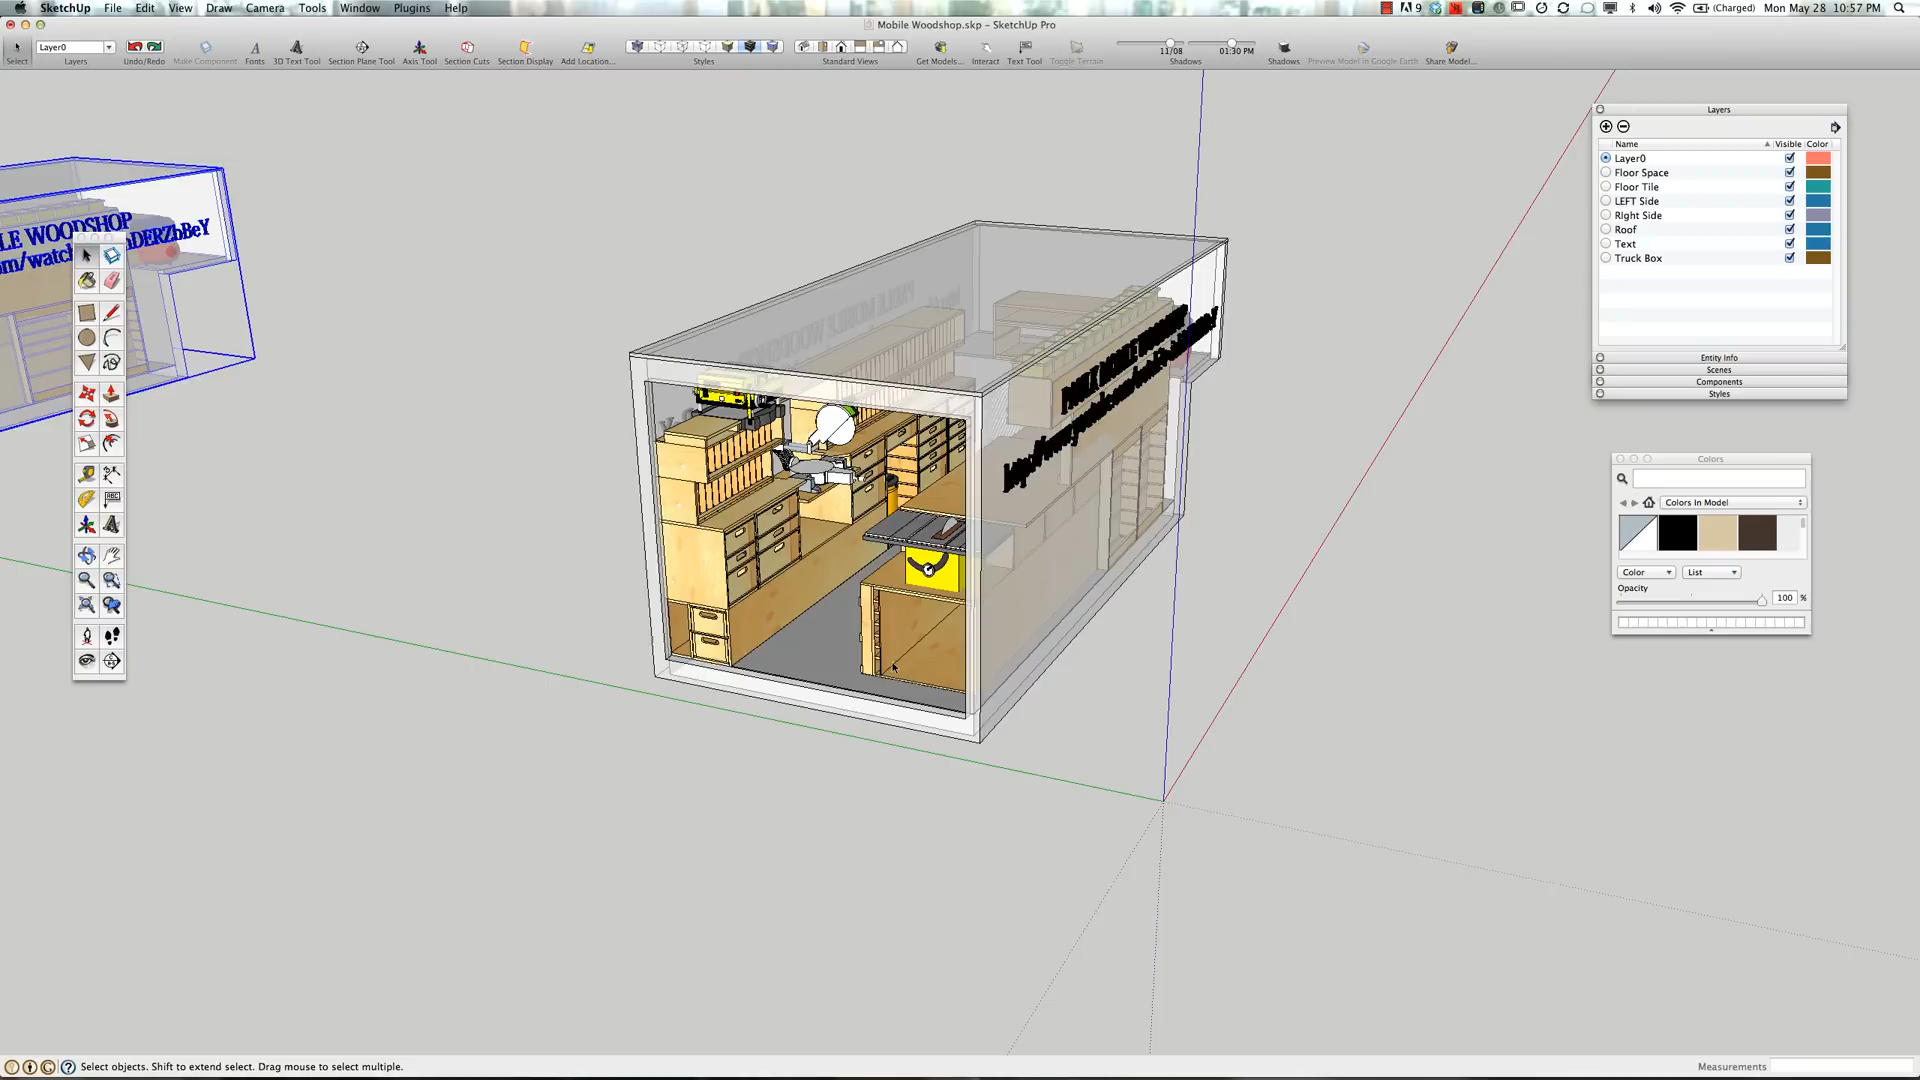 SketchUp File Edit View Draw Camera Tools Window Plugins Help
9 (Charged) Mon May 28 10:57 PM
Mobile Woodshop.skp – SketchUp Pro
Layer0
11/08 01:30 PM
Select Layers Undo/Redo Make Component Fonts 3D Text Tool Section Plane Tool Axis Tool Section Cuts Section Display Add Location... Styles Standard Views Get Models... Interact Text Tool Toggle Terrain Shadows Shadows Preview Model in Google Earth Share Model...
Layers
Name Visible Color
Layer0
Floor Space
Floor Tile
LEFT Side
RIght Side
Roof
Text
Truck Box
Entity Info
Scenes
Components
Styles
LE WOODSHOP
DERZbBeY
om/watch
ABC
Colors
Colors In Model
Color List
Opacity
100 %
Select objects. Shift to extend select. Drag mouse to select multiple.
Measurements